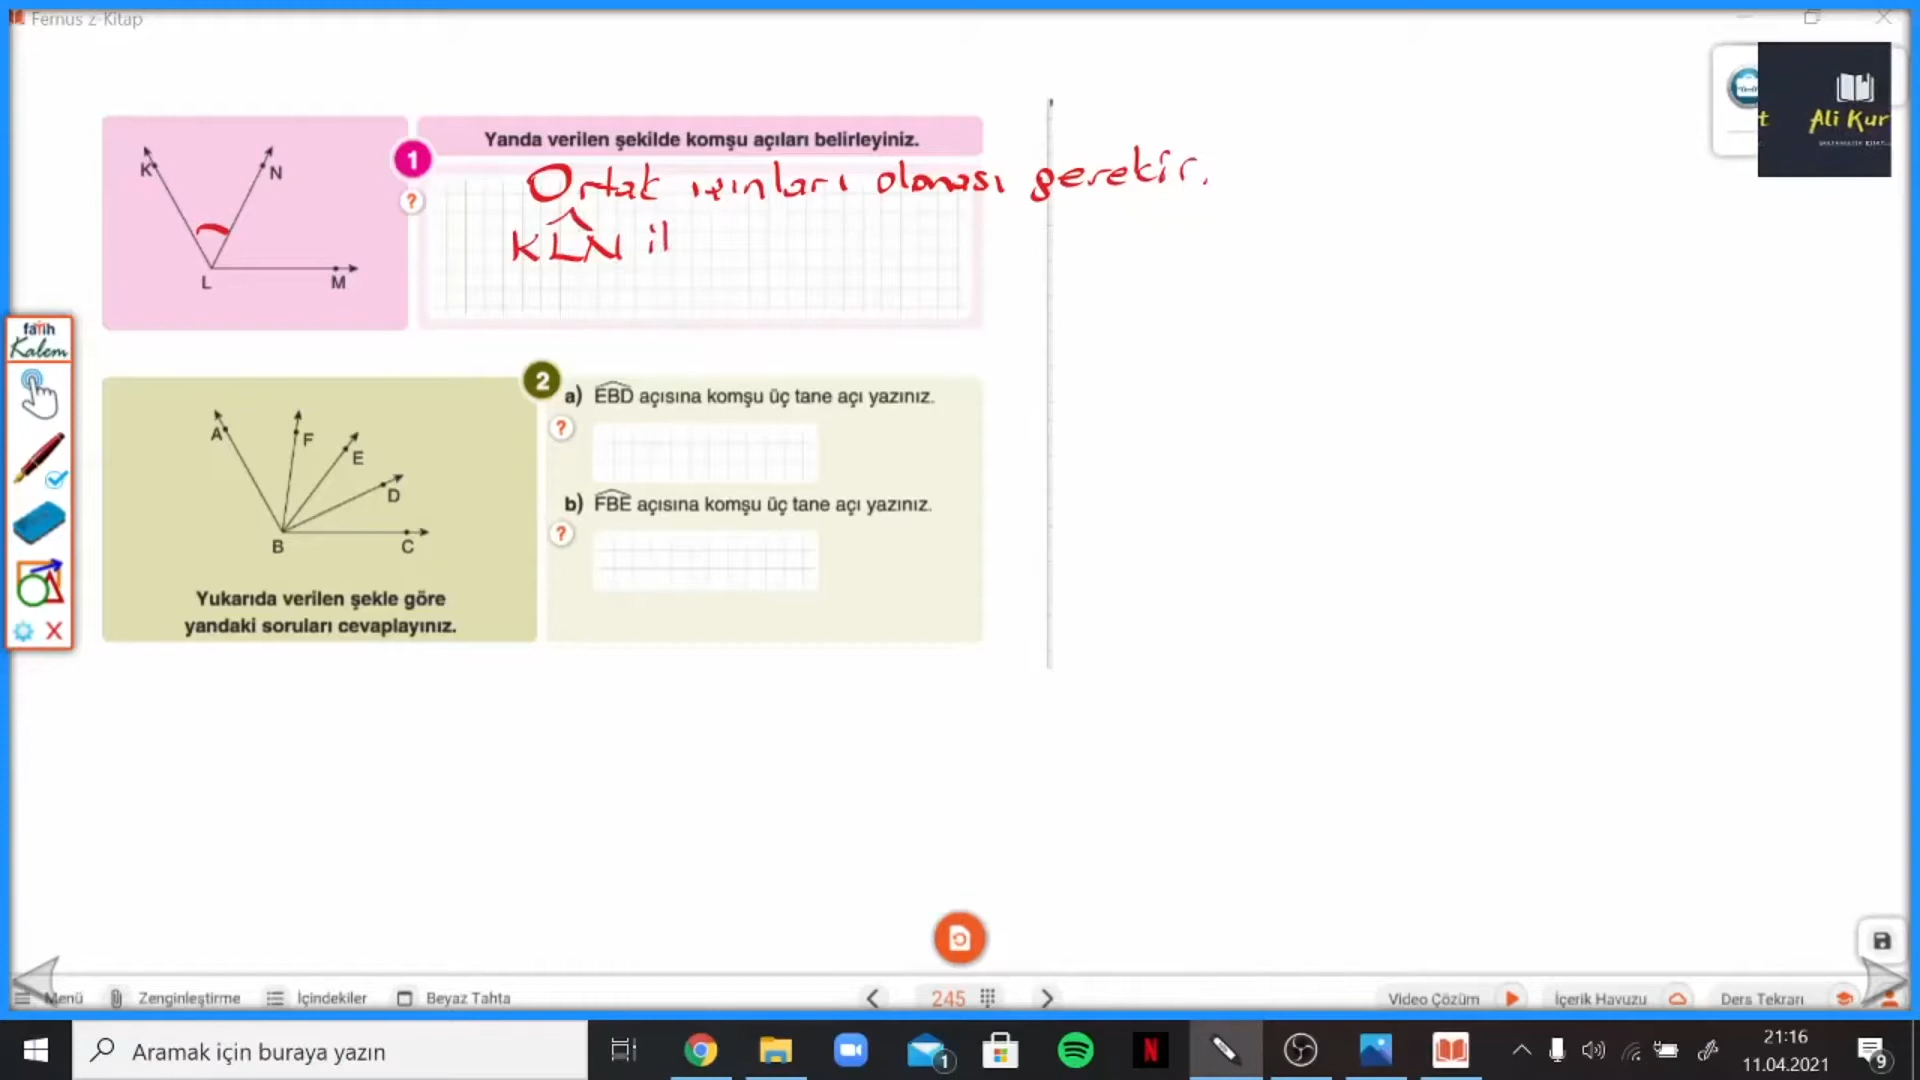 Fernus z-Kitap
Ali Kur
t
1
Yanda verilen şekilde komşu açıları belirleyiniz.
K
N
L
M
?
Ortak ışınları olması gerekir.
KLN il
fatih
Kalem
2
a) EBD açısına komşu üç tane açı yazınız.
?
b) FBE açısına komşu üç tane açı yazınız.
?
A
F
E
D
B
C
Yukarıda verilen şekle göre
yandaki soruları cevaplayınız.
Menü
Zenginleştirme
İçindekiler
Beyaz Tahta
245
Video Çözüm
İçerik Havuzu
Ders Tekrarı
Aramak için buraya yazın
1
N
21:16
11.04.2021
9